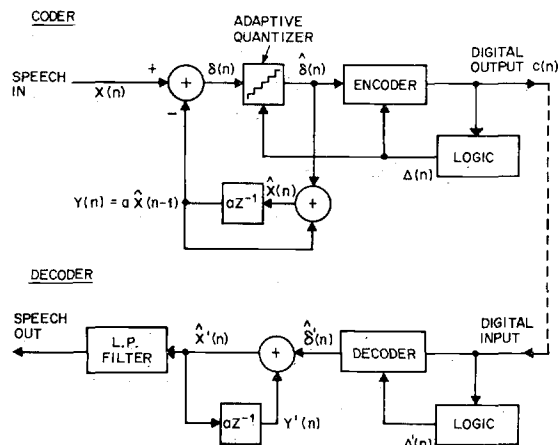 CODER
ADAPTIVE
QUANTIZER
SPEECH
IN
X(n)
+
−
+
δ(n)
δ̂(n)
ENCODER
DIGITAL
OUTPUT c(n)
LOGIC
Δ(n)
Y(n) = a X̂(n-1)
aZ⁻¹
X̂(n)
+
DECODER
SPEECH
OUT
L.P.
FILTER
X̂'(n)
+
δ̂'(n)
DECODER
DIGITAL
INPUT
aZ⁻¹
Y'(n)
Δ'(n)
LOGIC